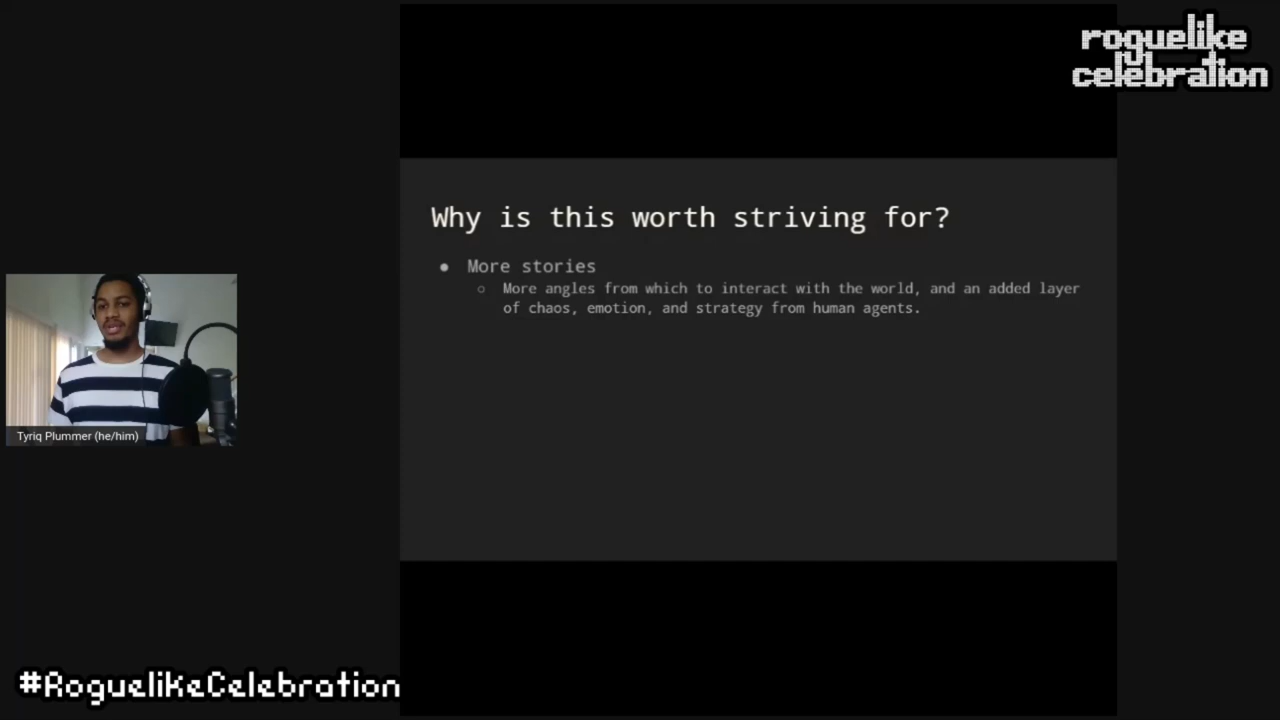 roguelike
celebration
Why is this worth striving for?
● More stories
○ More angles from which to interact with the world, and an added layer
of chaos, emotion, and strategy from human agents.
Tyriq Plummer (he/him)
#RoguelikeCelebration